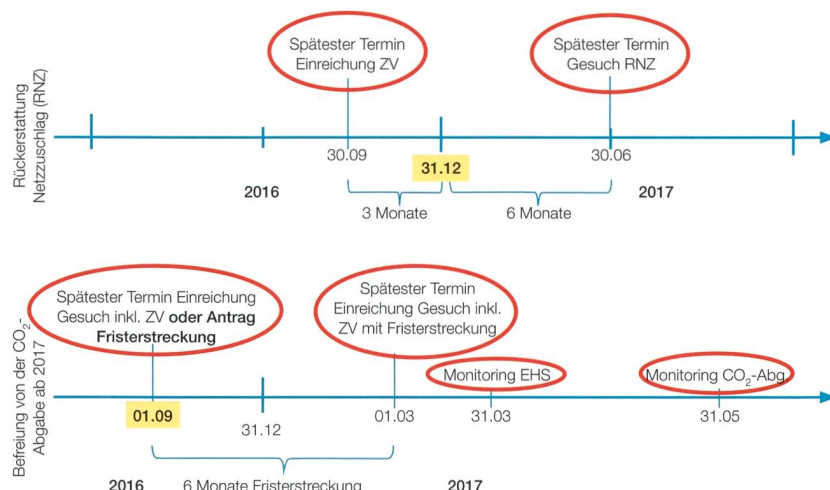 Rückerstattung
Netzzuschlag (RNZ)
Spätester Termin
Einreichung ZV
Spätester Termin
Gesuch RNZ
30.09
31.12
30.06
2016
3 Monate
6 Monate
2017
Befreiung von der CO₂-
Abgabe ab 2017
Spätester Termin Einreichung
Gesuch inkl. ZV oder Antrag
Fristerstreckung
Spätester Termin
Einreichung Gesuch inkl.
ZV mit Fristerstreckung
Monitoring EHS
Monitoring CO₂-Abg.
01.09
31.12
01.03
31.03
31.05
2016
6 Monate Fristerstreckung
2017